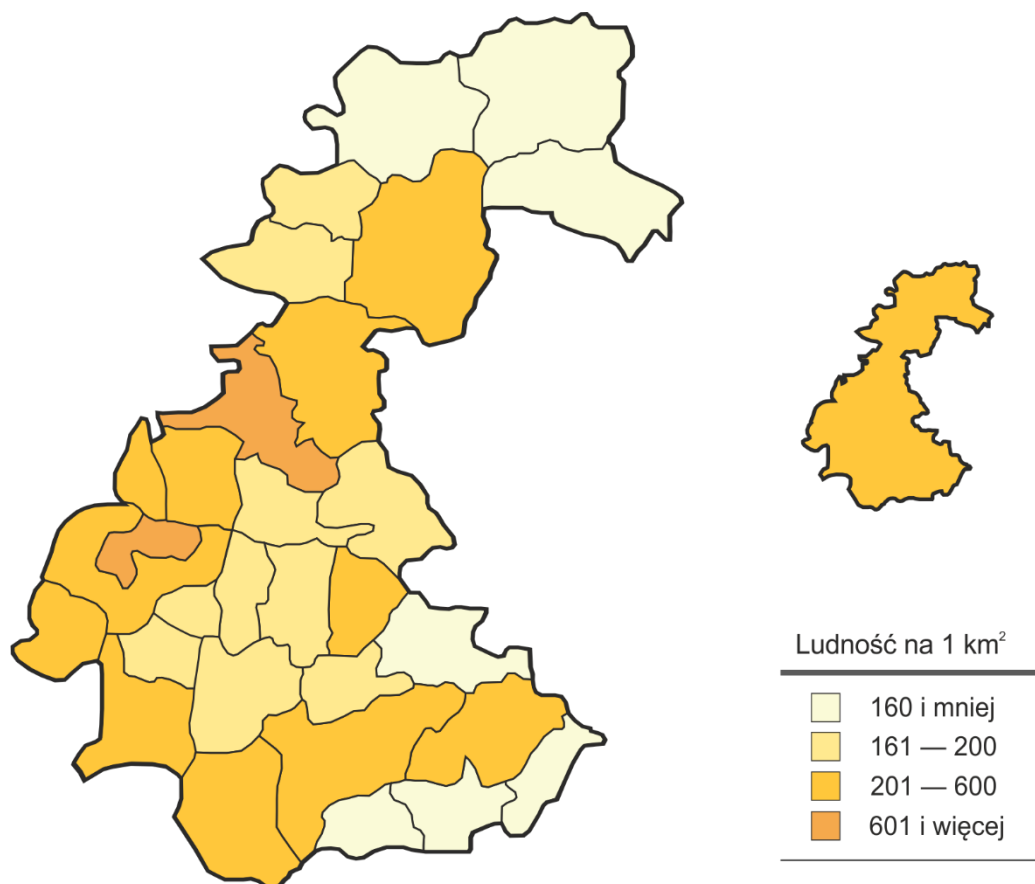 Ludność na 1 km²
160 i mniej
161 — 200
201 — 600
601 i więcej